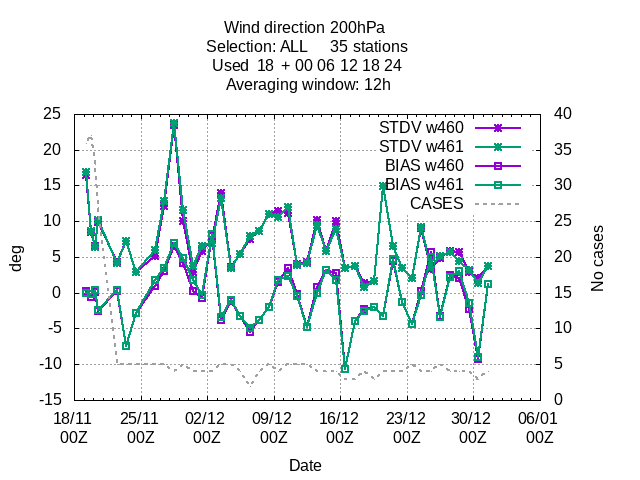 Wind direction 200hPa
Selection: ALL 35 stations
Used 18 + 00 06 12 18 24
Averaging window: 12h
25 40
20 35
15 30
10 25
5 20
0 15
-5 10
-10 5
-15 0
STDV w460
STDV w461
BIAS w460
BIAS w461
CASES
deg
No cases
18/11 25/11 02/12 09/12 16/12 23/12 30/12 06/01
00Z 00Z 00Z 00Z 00Z 00Z 00Z 00Z
Date